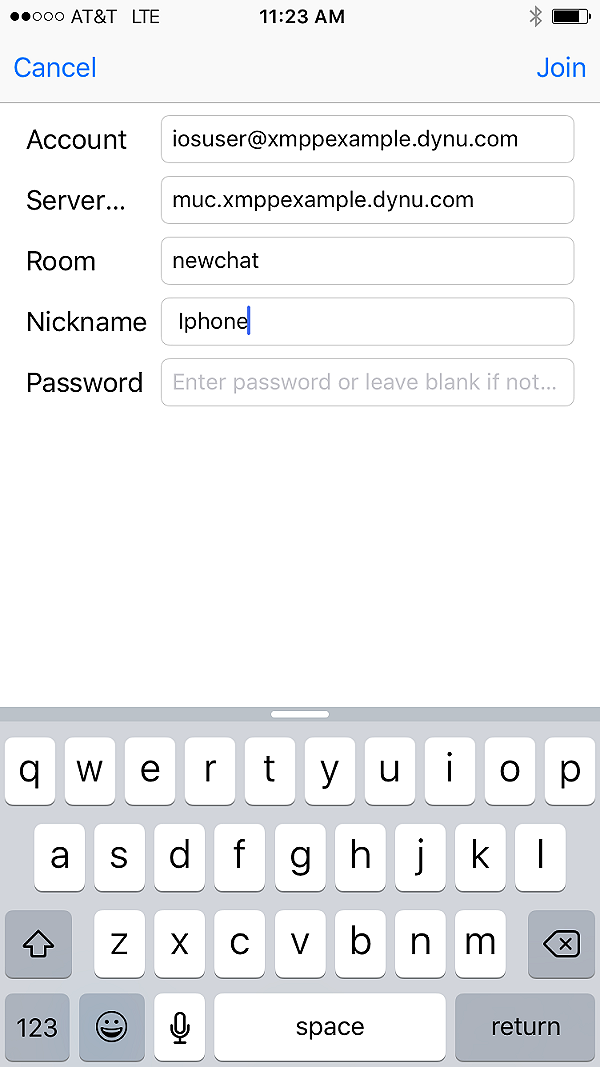 AT&T LTE 11:23 AM
Cancel Join
Account iosuser@xmppexample.dynu.com
Server... muc.xmppexample.dynu.com
Room newchat
Nickname Iphone
Password Enter password or leave blank if not...
q w e r t y u i o p
a s d f g h j k l
z x c v b n m
123 space return